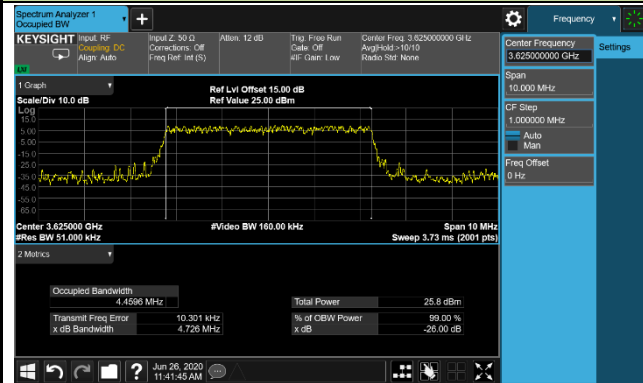 Spectrum Analyzer 1
Occupied BW
Frequency
KEYSIGHT
Input: RF
Coupling: DC
Align: Auto
Input Z: 50 Ω
Corrections: Off
Freq Ref: Int (S)
Atten: 12 dB
Trig: Free Run
Gate: Off
#IF Gain: Low
Center Freq: 3.625000000 GHz
Avg|Hold:>10/10
Radio Std: None
Center Frequency
3.625000000 GHz
Settings
Span
10.000 MHz
CF Step
1.000000 MHz
Auto
Man
Freq Offset
0 Hz
1 Graph
Scale/Div 10.0 dB
Ref Lvl Offset 15.00 dB
Ref Value 25.00 dBm
Log
15.0
5.00
-5.00
-15.0
-25.0
-35.0
-45.0
-55.0
-65.0
Center 3.625000 GHz
#Res BW 51.000 kHz
#Video BW 160.00 kHz
Span 10 MHz
Sweep 3.73 ms (2001 pts)
2 Metrics
Occupied Bandwidth
4.4596 MHz
Total Power 25.8 dBm
Transmit Freq Error 10.301 kHz
% of OBW Power 99.00 %
x dB Bandwidth 4.726 MHz
x dB -26.00 dB
?
Jun 26, 2020
11:41:45 AM